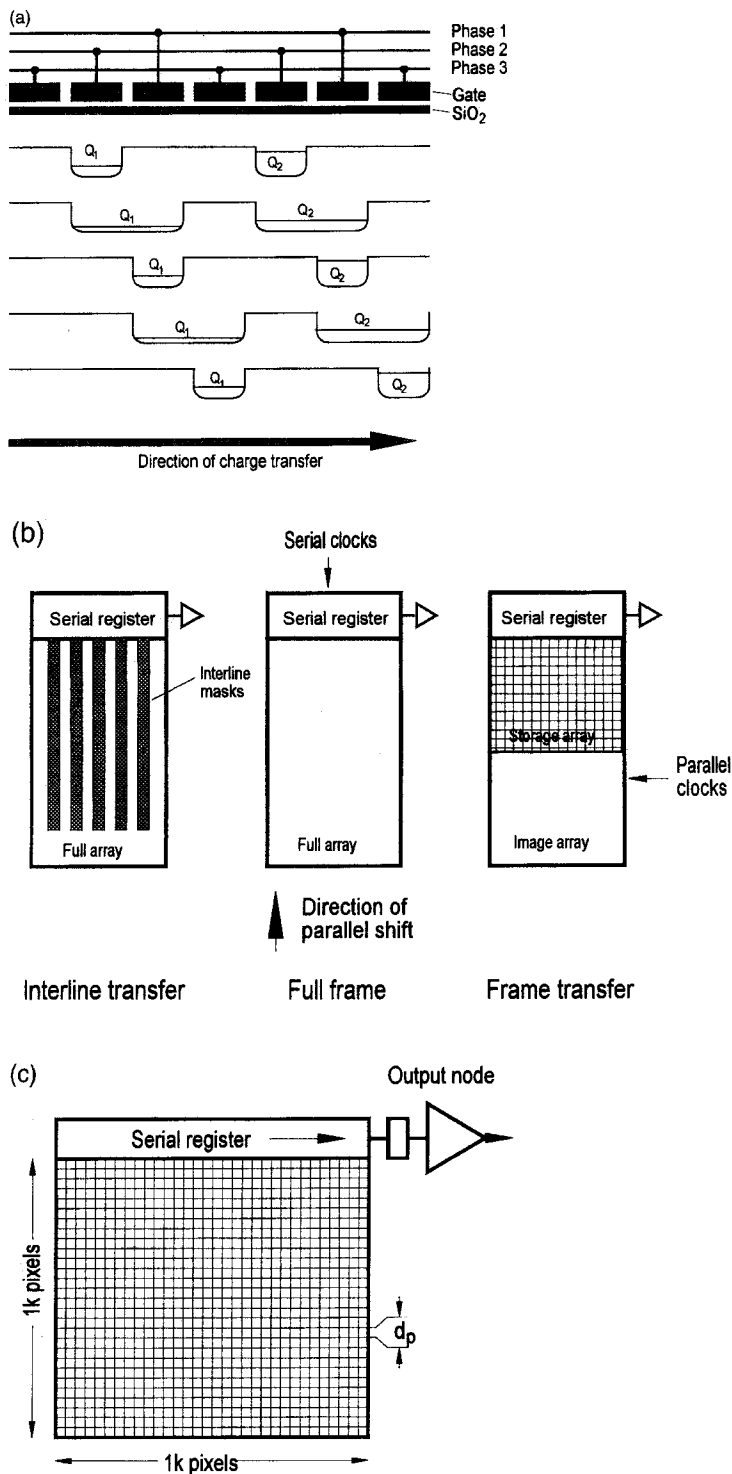 (a)
Phase 1
Phase 2
Phase 3
Gate
SiO₂
Q₁
Q₂
Q₁
Q₂
Q₁
Q₂
Q₁
Q₂
Q₁
Q₂
Direction of charge transfer
(b)
Serial clocks
Serial register
Serial register
Serial register
Interline
masks
Storage array
Parallel
clocks
Full array
Full array
Image array
Direction of
parallel shift
Interline transfer
Full frame
Frame transfer
(c)
Output node
Serial register
1k pixels
dₚ
1k pixels